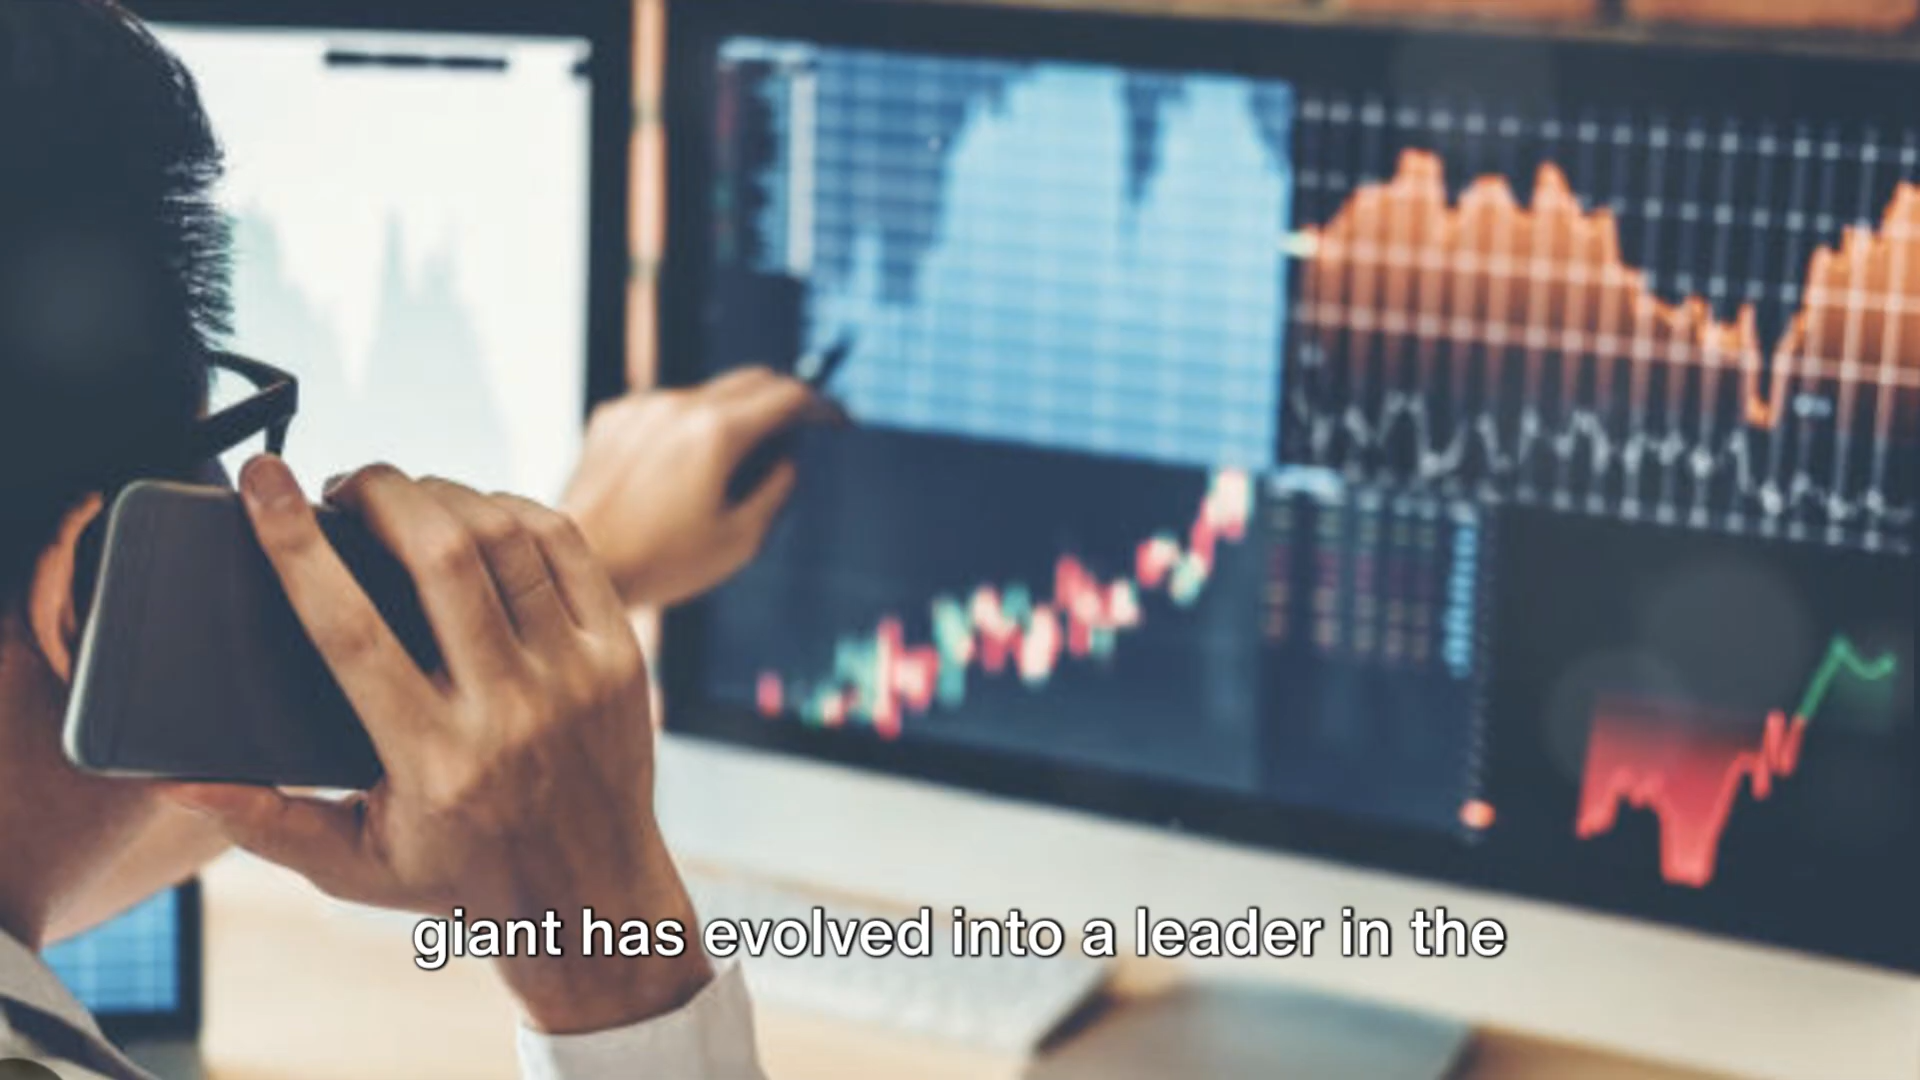 giant has evolved into a leader in the